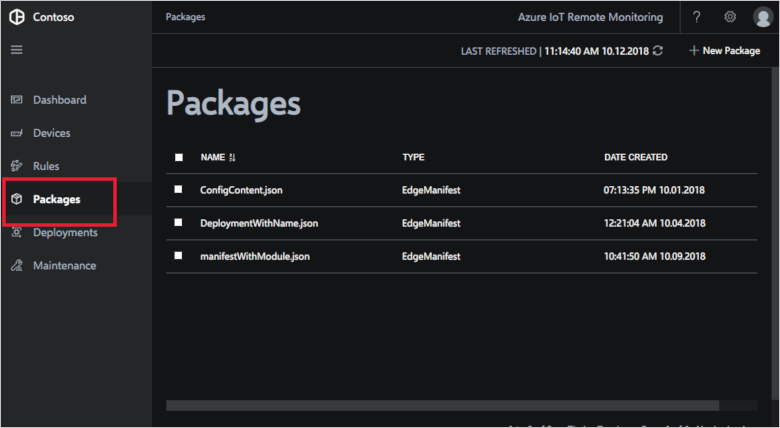 Contoso
Packages
Azure IoT Remote Monitoring
?
LAST REFRESHED | 11:14:40 AM 10.12.2018
+ New Package
Dashboard
Devices
Rules
Packages
Deployments
Maintenance
Packages
NAME TYPE DATE CREATED
ConfigContent.json EdgeManifest 07:13:35 PM 10.01.2018
DeploymentWithName.json EdgeManifest 12:21:04 AM 10.04.2018
manifestWithModule.json EdgeManifest 10:41:50 AM 10.09.2018